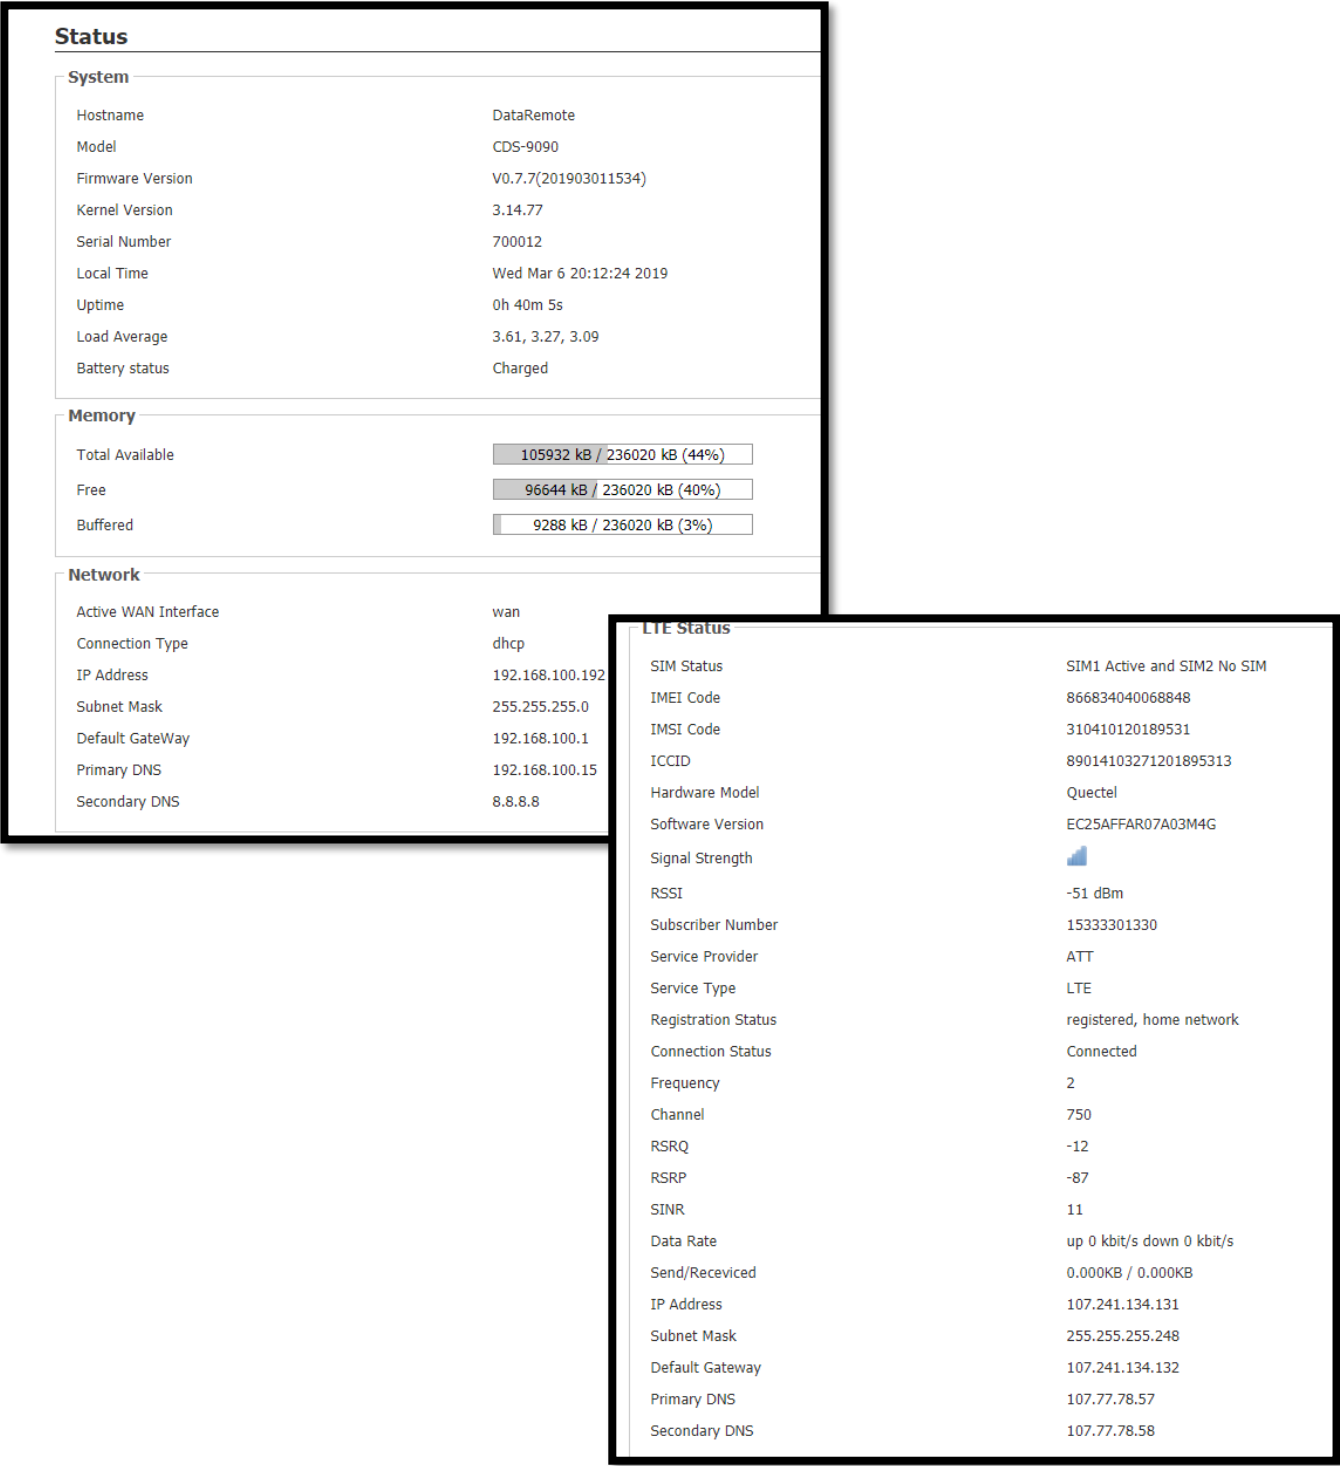 Status
System
Hostname DataRemote
Model CDS-9090
Firmware Version V0.7.7(201903011534)
Kernel Version 3.14.77
Serial Number 700012
Local Time Wed Mar 6 20:12:24 2019
Uptime 0h 40m 5s
Load Average 3.61, 3.27, 3.09
Battery status Charged
Memory
Total Available 105932 kB / 236020 kB (44%)
Free 96644 kB / 236020 kB (40%)
Buffered 9288 kB / 236020 kB (3%)
Network
Active WAN Interface wan
Connection Type dhcp
IP Address 192.168.100.192
Subnet Mask 255.255.255.0
Default GateWay 192.168.100.1
Primary DNS 192.168.100.15
Secondary DNS 8.8.8.8
LTE Status
SIM Status SIM1 Active and SIM2 No SIM
IMEI Code 866834040068848
IMSI Code 310410120189531
ICCID 89014103271201895313
Hardware Model Quectel
Software Version EC25AFFAR07A03M4G
Signal Strength
RSSI -51 dBm
Subscriber Number 15333301330
Service Provider ATT
Service Type LTE
Registration Status registered, home network
Connection Status Connected
Frequency 2
Channel 750
RSRQ -12
RSRP -87
SINR 11
Data Rate up 0 kbit/s down 0 kbit/s
Send/Receviced 0.000KB / 0.000KB
IP Address 107.241.134.131
Subnet Mask 255.255.255.248
Default Gateway 107.241.134.132
Primary DNS 107.77.78.57
Secondary DNS 107.77.78.58